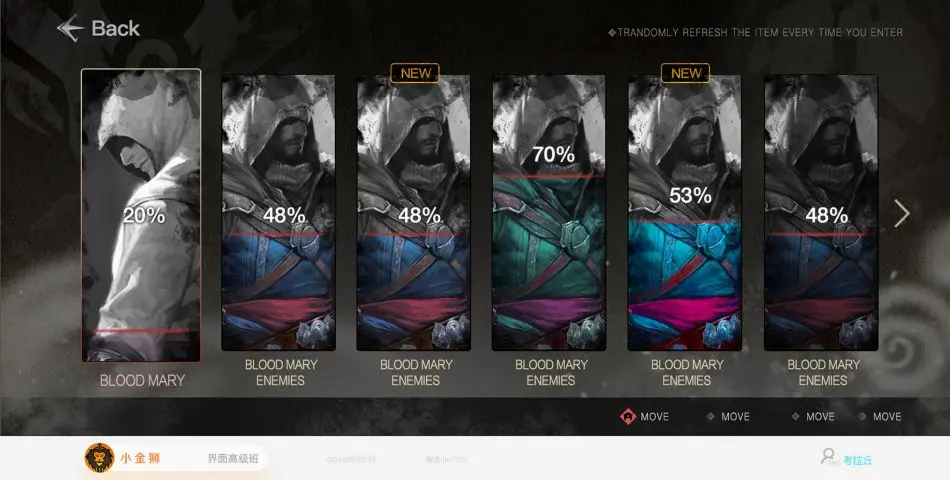 Back
TRANDOMLY REFRESH THE ITEM EVERY TIME YOU ENTER
NEW
NEW
20%
48%
48%
70%
53%
48%
BLOOD MARY
BLOOD MARY
ENEMIES
BLOOD MARY
ENEMIES
BLOOD MARY
ENEMIES
BLOOD MARY
ENEMIES
BLOOD MARY
ENEMIES
MOVE
MOVE
MOVE
MOVE
小金狮
界面高级班
考拉丘